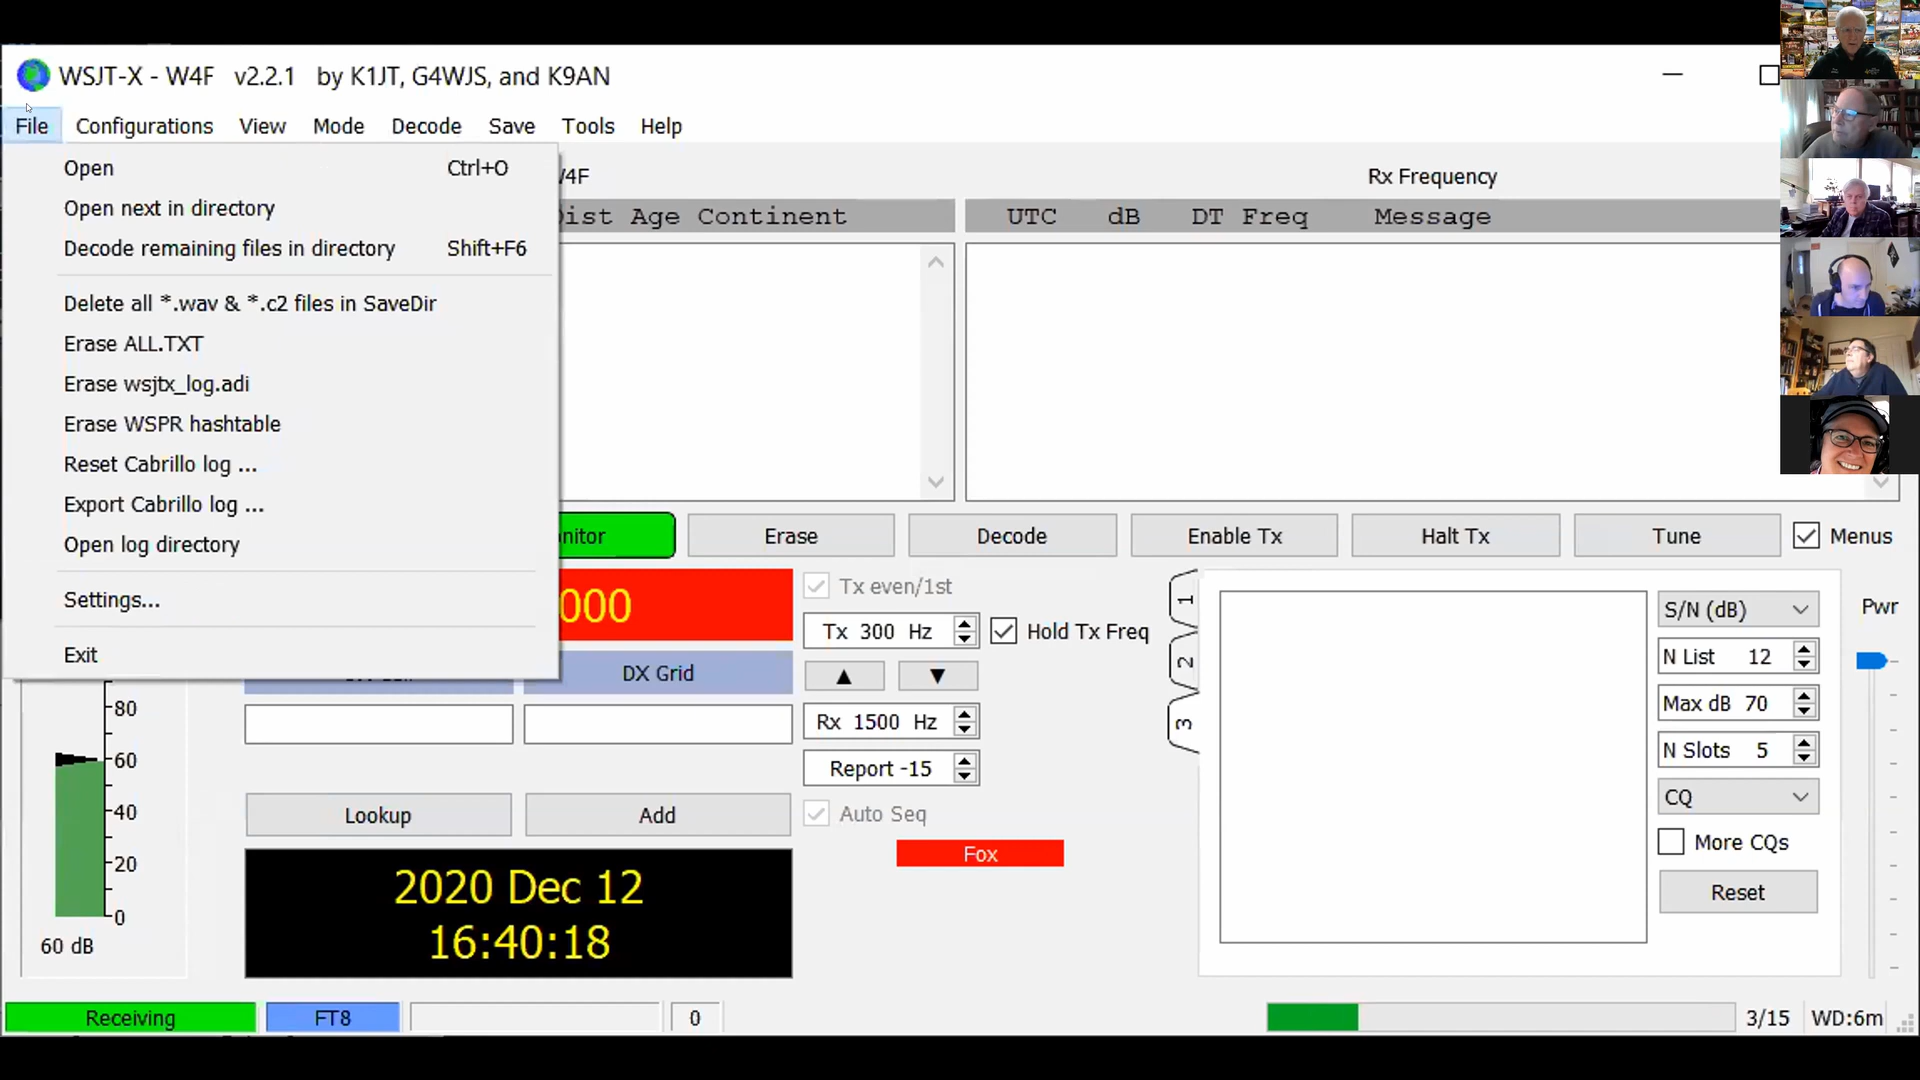 WSJT-X - W4F v2.2.1 by K1JT, G4WJS, and K9AN
File Configurations View Mode Decode Save Tools Help
Open Ctrl+O
Open next in directory
Decode remaining files in directory Shift+F6
Delete all *.wav & *.c2 files in SaveDir
Erase ALL.TXT
Erase wsjtx_log.adi
Erase WSPR hashtable
Reset Cabrillo log ...
Export Cabrillo log ...
Open log directory
Settings...
Exit
Rx Frequency
Age Continent
UTC dB DT Freq Message
Erase Decode Enable Tx Halt Tx Tune Menus
000
DX Grid
Lookup Add
2020 Dec 12
16:40:18
80
60
40
20
0
60 dB
Tx even/1st
Tx 300 Hz Hold Tx Freq
▲ ▼
Rx 1500 Hz
Report -15
Auto Seq
Fox
1
2
3
S/N (dB)
N List 12
Max dB 70
N Slots 5
CQ
More CQs
Reset
Pwr
Receiving FT8 0 3/15 WD:6m